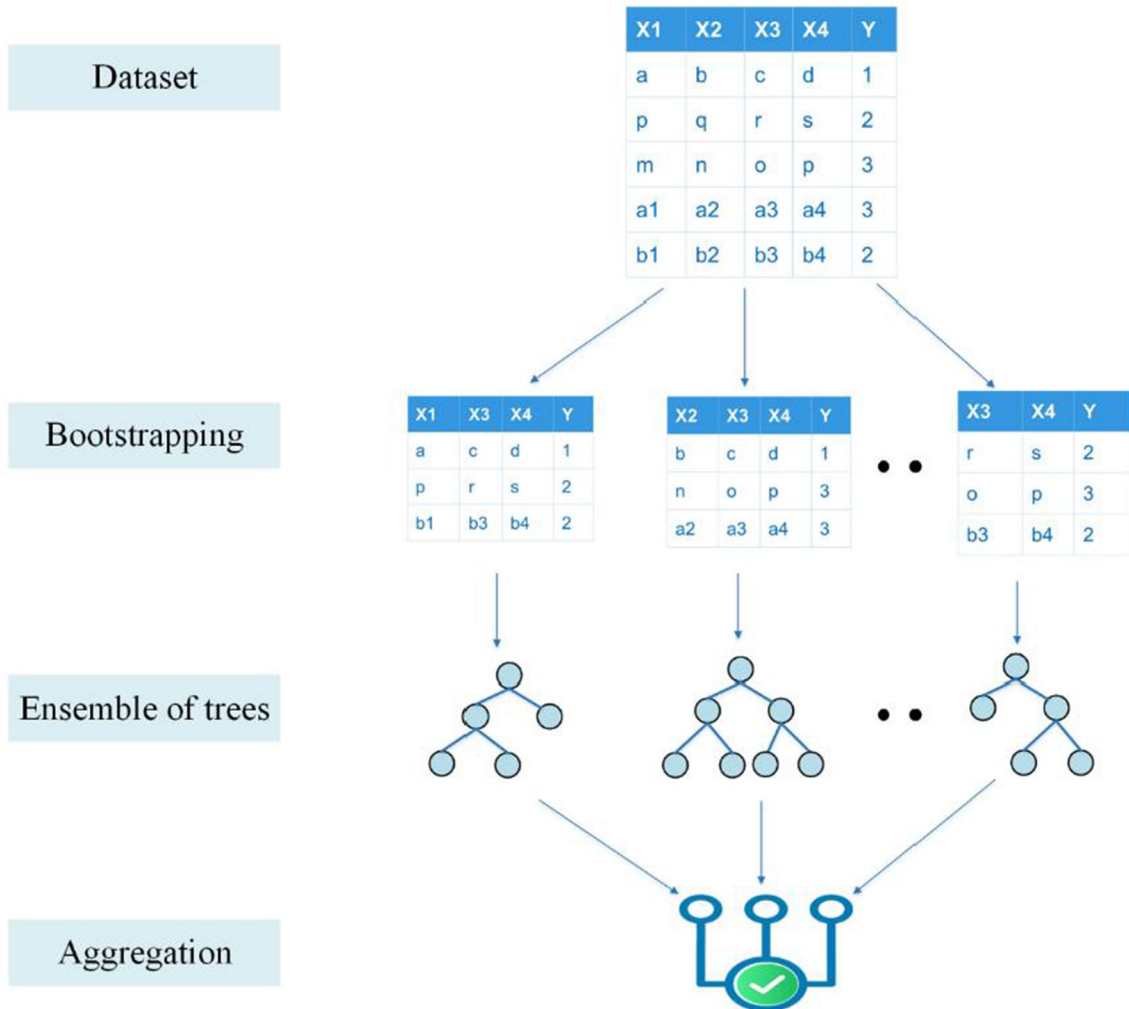 Dataset
X1 X2 X3 X4 Y
a b c d 1
p q r s 2
m n o p 3
a1 a2 a3 a4 3
b1 b2 b3 b4 2
Bootstrapping
X1 X3 X4 Y
a c d 1
p r s 2
b1 b3 b4 2
X2 X3 X4 Y
b c d 1
n o p 3
a2 a3 a4 3
X3 X4 Y
r s 2
o p 3
b3 b4 2
Ensemble of trees
Aggregation